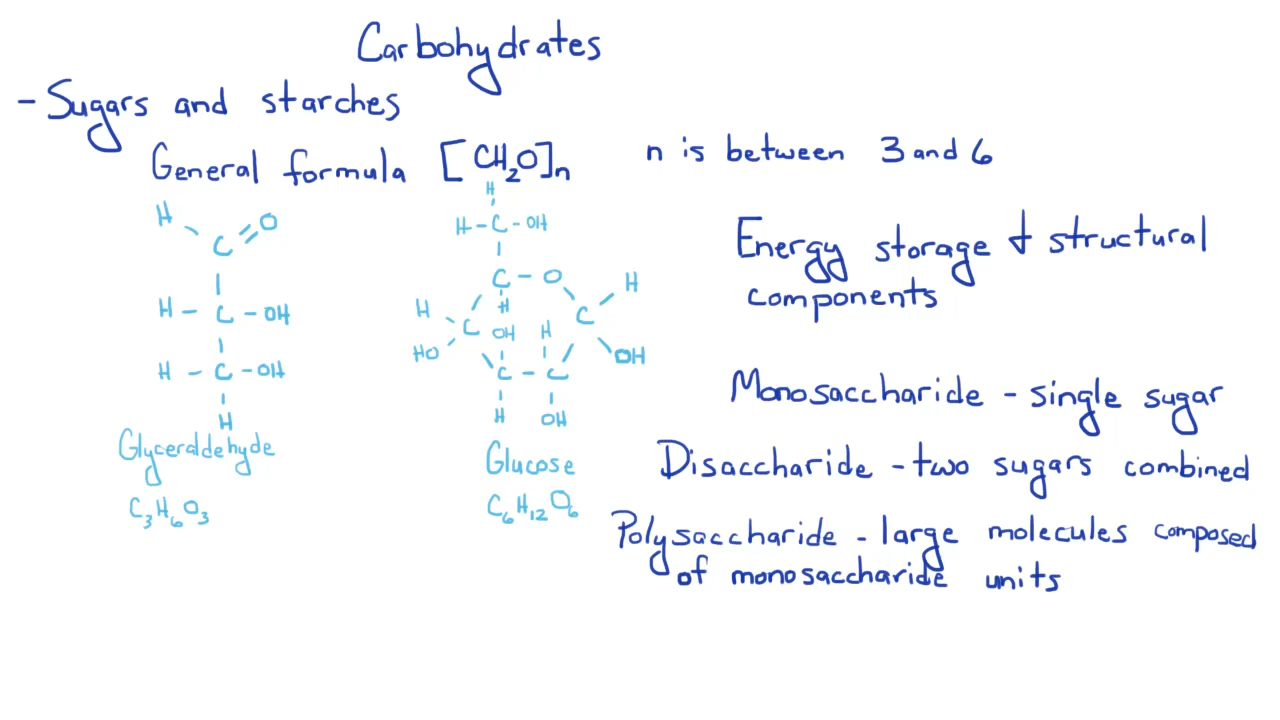 Carbohydrates
- Sugars and starches
General formula [CH₂O]n
n is between 3 and 6
H
C
O
H - C - OH
H - C - OH
H
Glyceraldehyde
C₃H₆O₃
H
H - C - OH
C - O
H
H
C
HO
OH
H
C
H
OH
C - C
H
OH
Glucose
C₆H₁₂O₆
Energy storage & structural
components
Monosaccharide - single sugar
Disaccharide - two sugars combined
Polysaccharide - large molecules composed
of monosaccharide units